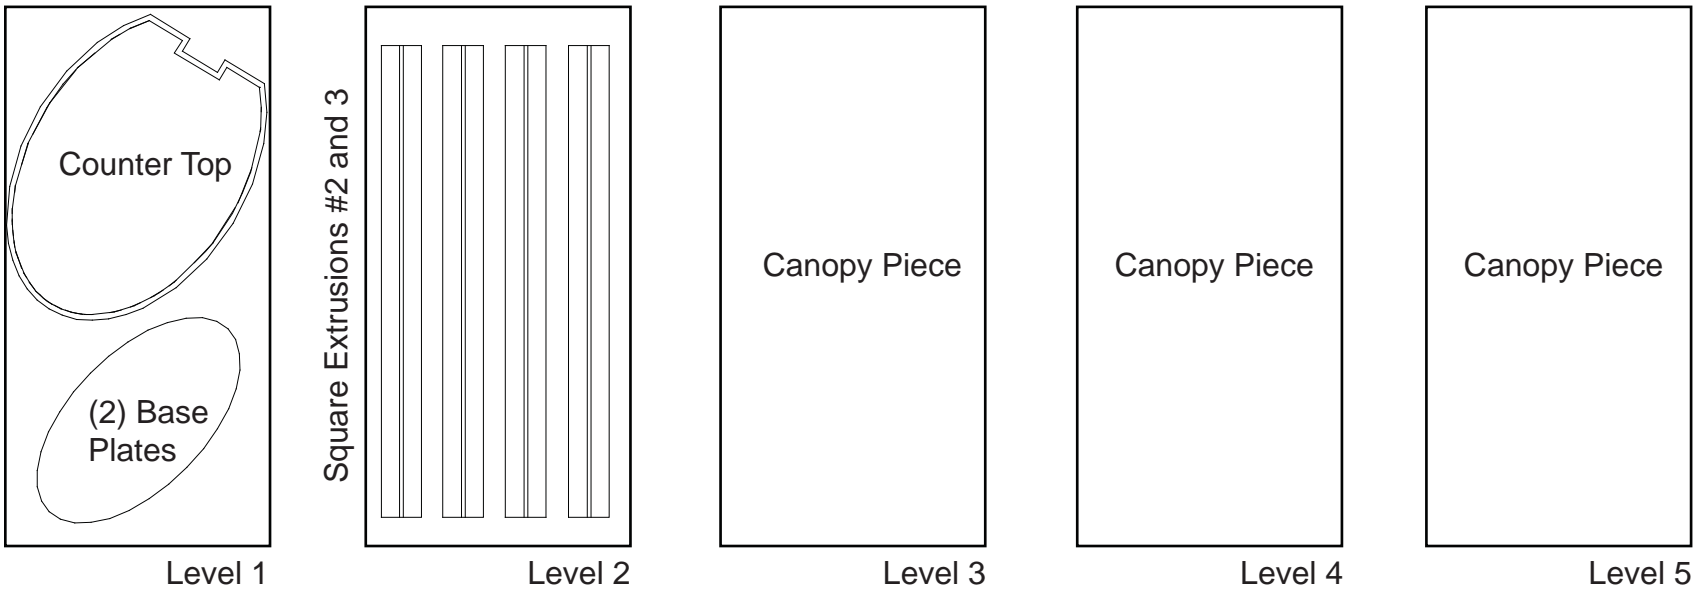 Counter Top
(2) Base
Plates
Level 1
Square Extrusions #2 and 3
Level 2
Canopy Piece
Level 3
Canopy Piece
Level 4
Canopy Piece
Level 5